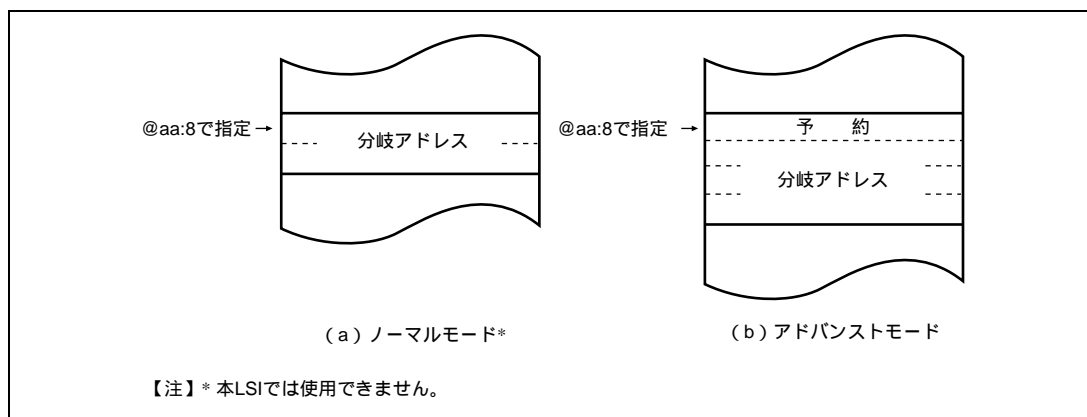 @aa:8で指定→
分岐アドレス
(a)ノーマルモード*
@aa:8で指定 →
予 約
分岐アドレス
(b)アドバンストモード
【注】* 本LSIでは使用できません。